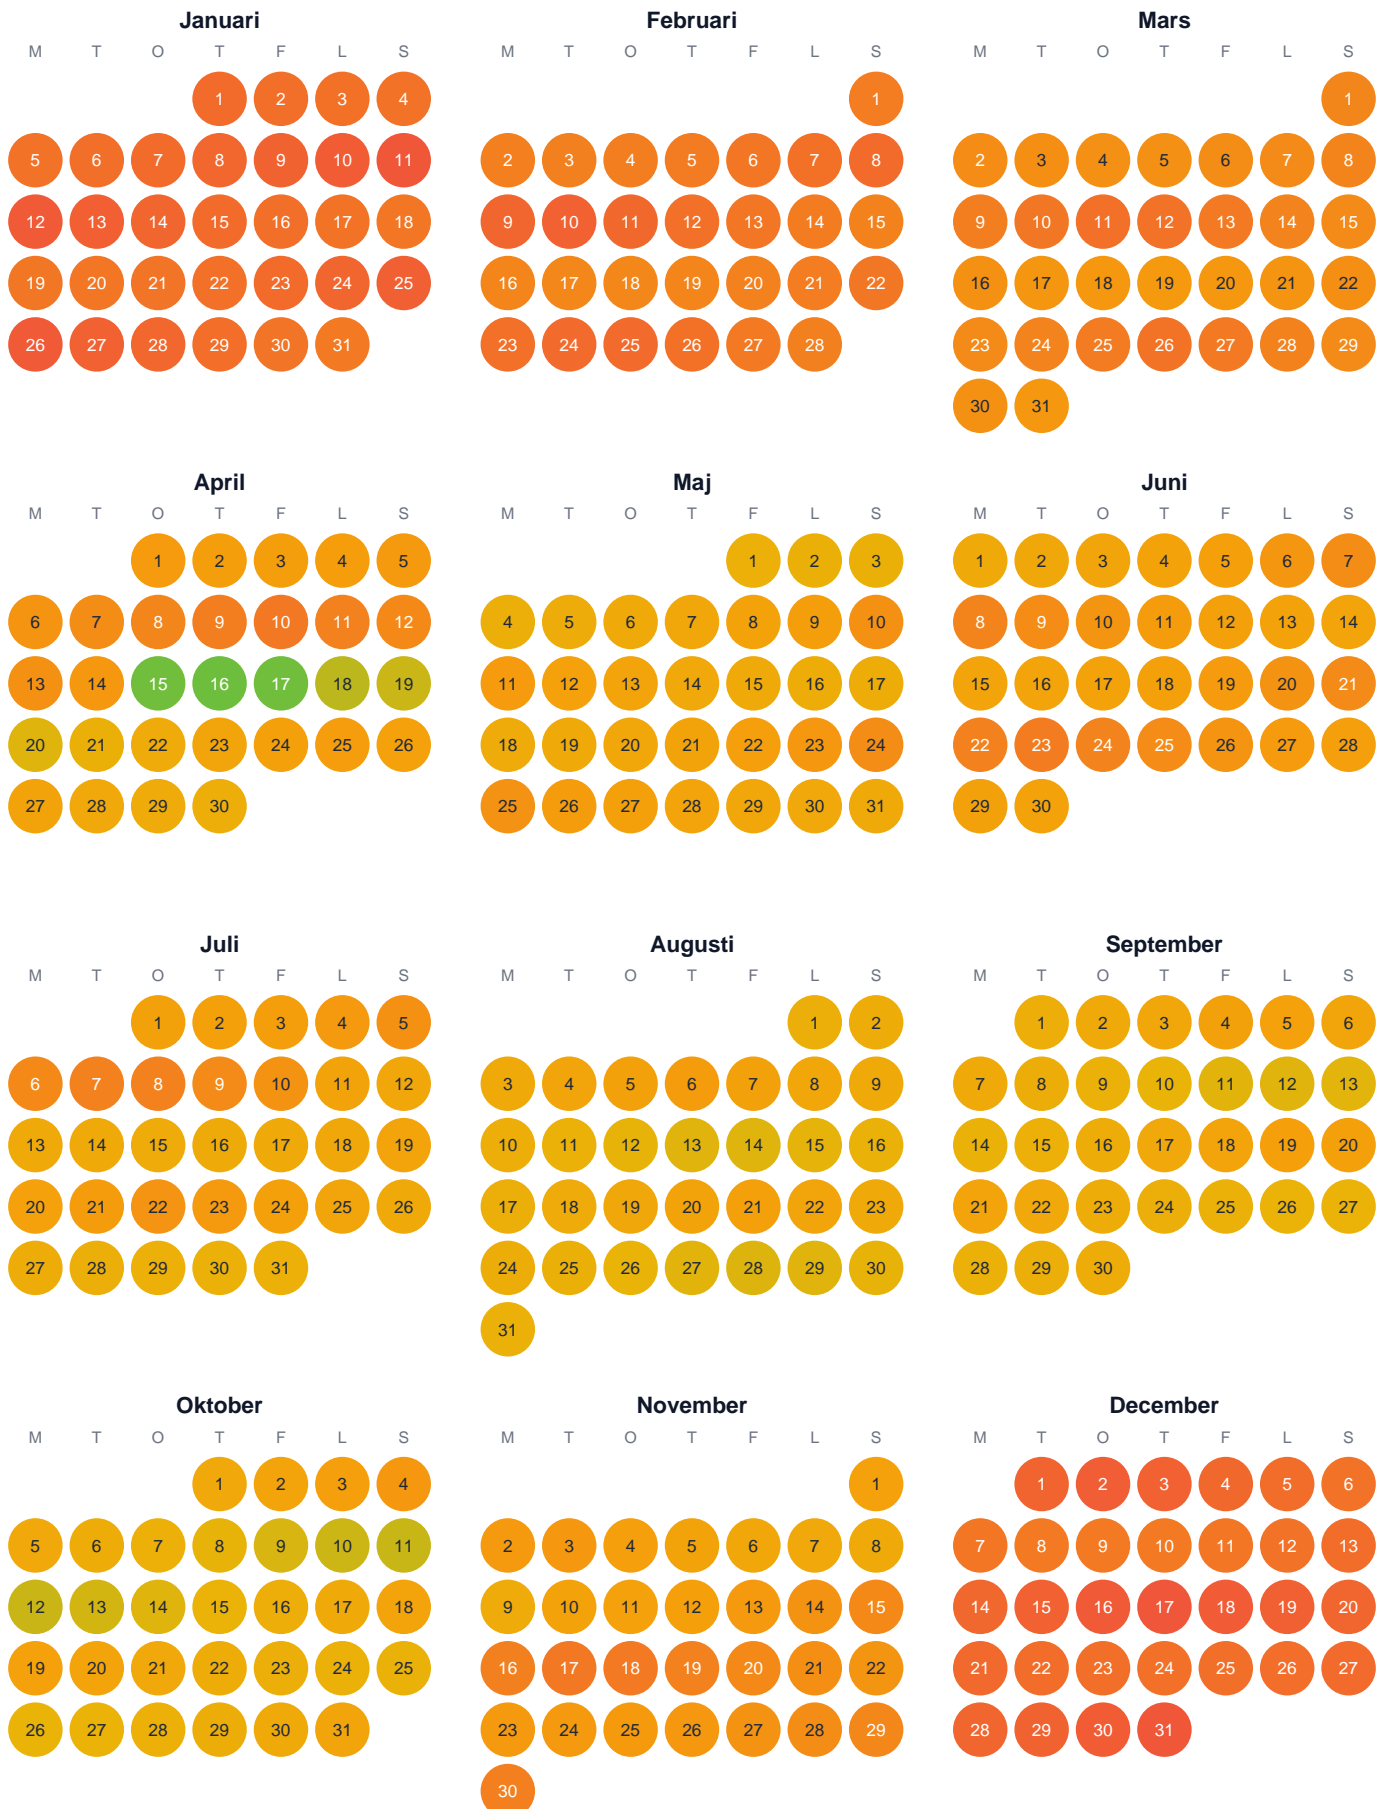 Januari Februari Mars
M T O T F L S M T O T F L S M T O T F L S
1 2 3 4 1 1
5 6 7 8 9 10 11 2 3 4 5 6 7 8 2 3 4 5 6 7 8
12 13 14 15 16 17 18 9 10 11 12 13 14 15 9 10 11 12 13 14 15
19 20 21 22 23 24 25 16 17 18 19 20 21 22 16 17 18 19 20 21 22
26 27 28 29 30 31 23 24 25 26 27 28 23 24 25 26 27 28 29
30 31
April Maj Juni
M T O T F L S M T O T F L S M T O T F L S
1 2 3 4 5 1 2 3 1 2 3 4 5 6 7
6 7 8 9 10 11 12 4 5 6 7 8 9 10 8 9 10 11 12 13 14
13 14 15 16 17 18 19 11 12 13 14 15 16 17 15 16 17 18 19 20 21
20 21 22 23 24 25 26 18 19 20 21 22 23 24 22 23 24 25 26 27 28
27 28 29 30 25 26 27 28 29 30 31 29 30
Juli Augusti September
M T O T F L S M T O T F L S M T O T F L S
1 2 3 4 5 1 2 1 2 3 4 5 6
6 7 8 9 10 11 12 3 4 5 6 7 8 9 7 8 9 10 11 12 13
13 14 15 16 17 18 19 10 11 12 13 14 15 16 14 15 16 17 18 19 20
20 21 22 23 24 25 26 17 18 19 20 21 22 23 21 22 23 24 25 26 27
27 28 29 30 31 24 25 26 27 28 29 30 28 29 30
31
Oktober November December
M T O T F L S M T O T F L S M T O T F L S
1 2 3 4 1 1 2 3 4 5 6
5 6 7 8 9 10 11 2 3 4 5 6 7 8 7 8 9 10 11 12 13
12 13 14 15 16 17 18 9 10 11 12 13 14 15 14 15 16 17 18 19 20
19 20 21 22 23 24 25 16 17 18 19 20 21 22 21 22 23 24 25 26 27
26 27 28 29 30 31 23 24 25 26 27 28 29 28 29 30 31
30